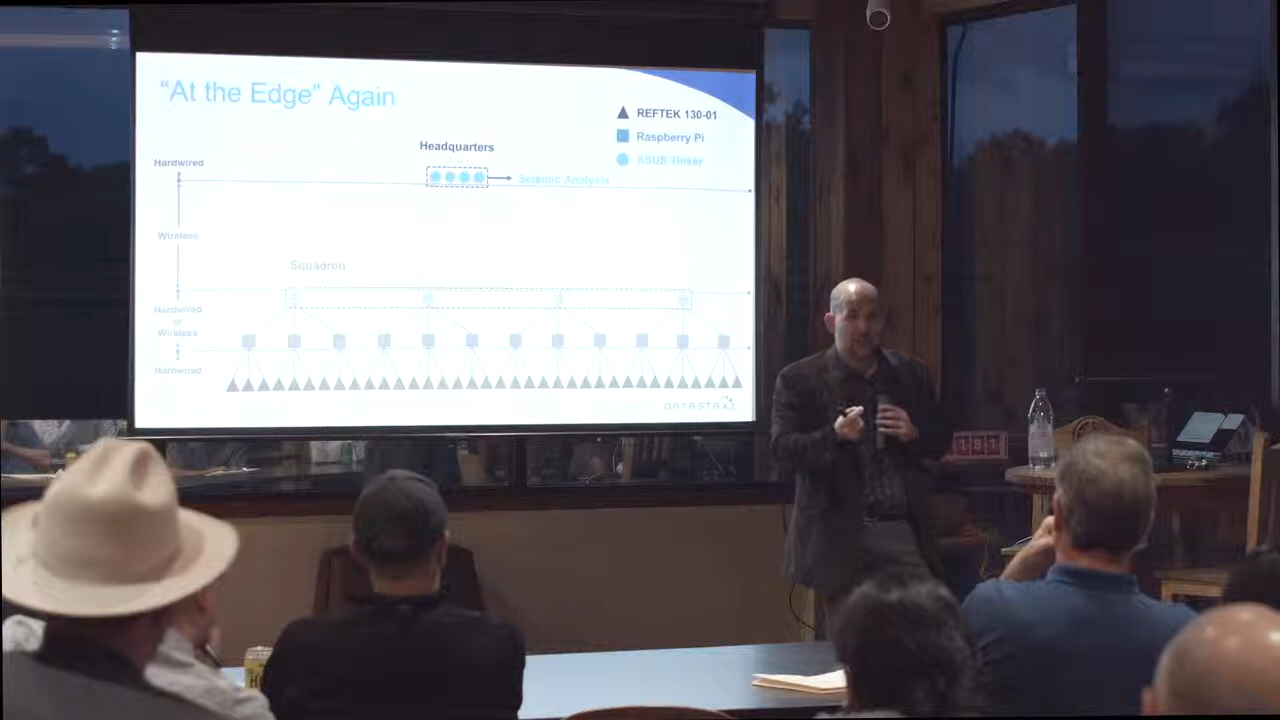 “At the Edge” Again
REFTEK 130-01
Raspberry Pi
ASUS Tinker
Headquarters
Hardwired
Seismic Analysis
Wireless
Squadron
Hardwired
or
Wireless
Hardwired
DATASTAX